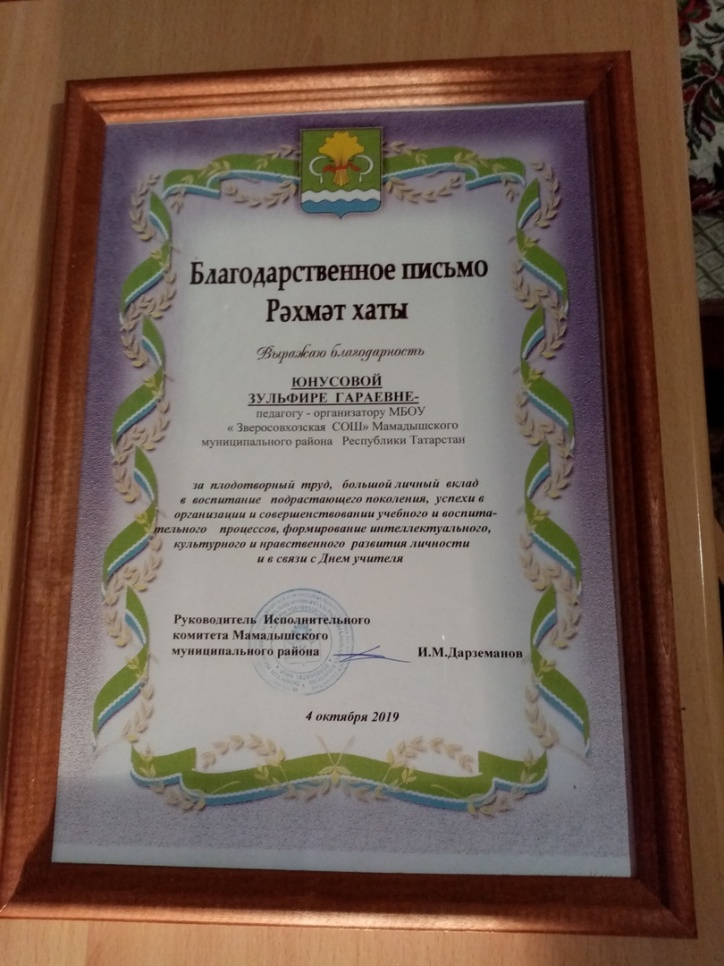 Благодарственное письмо
Рәхмәт хаты
Выражаю благодарность
ЮНУСОВОЙ
ЗУЛЬФИРЕ ГАРАЕВНЕ-
педагогу - организатору МБОУ
« Зверосовхозская СОШ» Мамадышского
муниципального района Республики Татарстан
за плодотворный труд, большой личный вклад
в воспитание подрастающего поколения, успехи в
организации и совершенствовании учебного и воспита-
тельного процессов, формирование интеллектуального,
культурного и нравственного развития личности
и в связи с Днем учителя
Руководитель Исполнительного
комитета Мамадышского
муниципального района И.М.Дарземанов
4 октября 2019